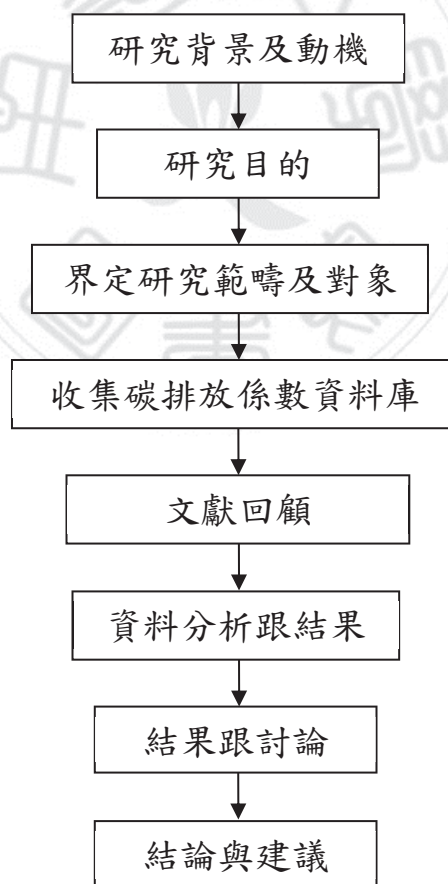 研究背景及動機
研究目的
界定研究範疇及對象
收集碳排放係數資料庫
文獻回顧
資料分析跟結果
結果跟討論
結論與建議